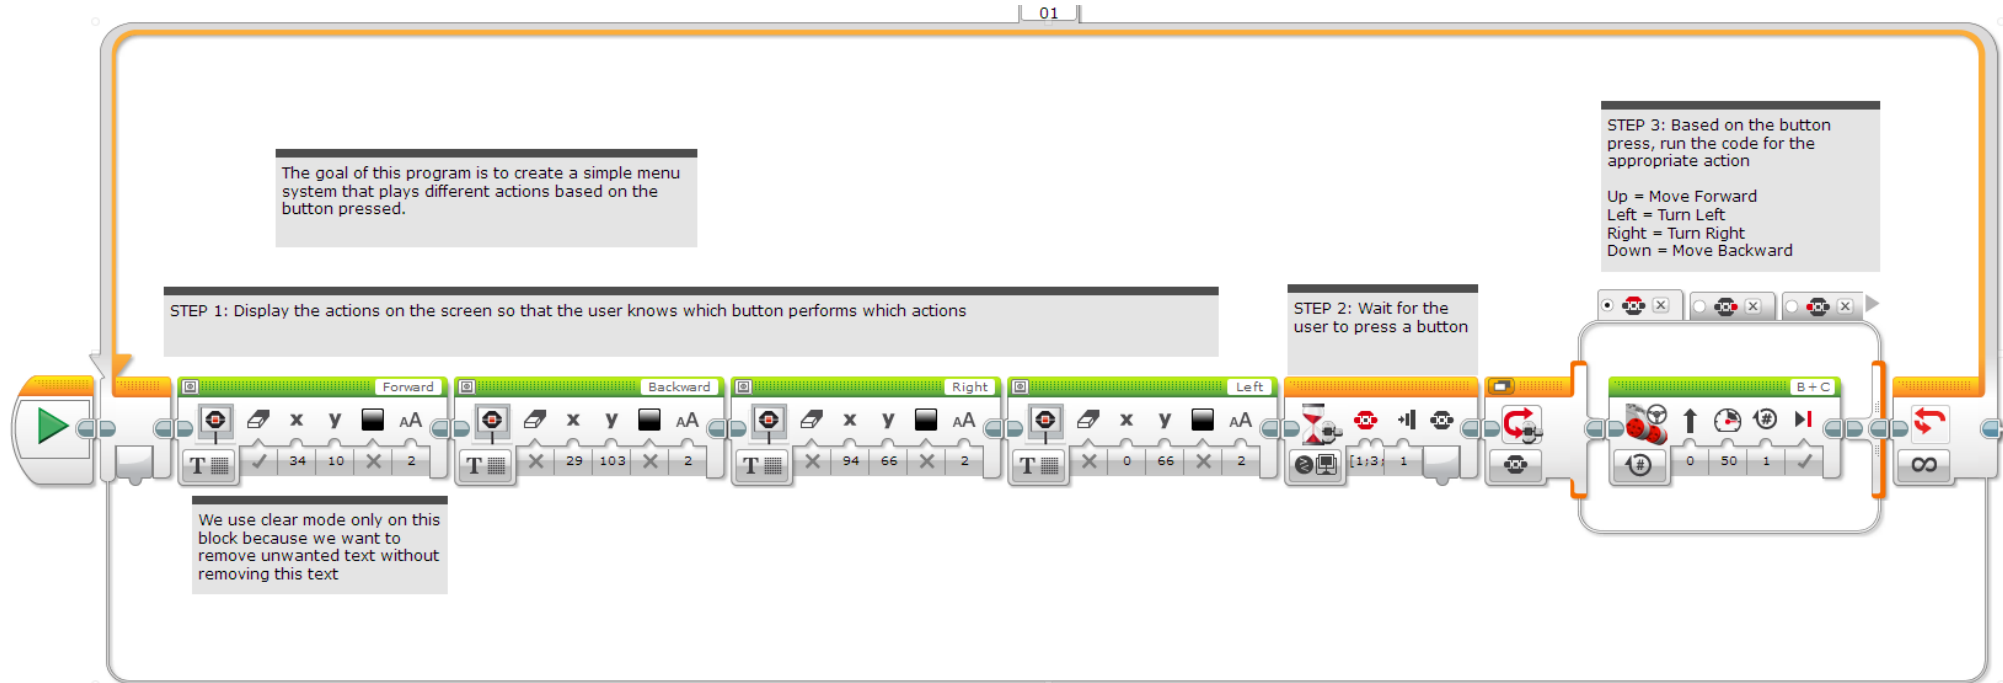 01
The goal of this program is to create a simple menu
system that plays different actions based on the
button pressed.
STEP 3: Based on the button
press, run the code for the
appropriate action
Up = Move Forward
Left = Turn Left
Right = Turn Right
Down = Move Backward
STEP 1: Display the actions on the screen so that the user knows which button performs which actions
STEP 2: Wait for the
user to press a button
Forward
x y AA
T 34 10 2
Backward
x y AA
T 29 103 2
Right
x y AA
T 94 66 2
Left
x y AA
T 0 66 2
[1;3; 1
B+C
#
# 0 50 1
∞
We use clear mode only on this
block because we want to
remove unwanted text without
removing this text